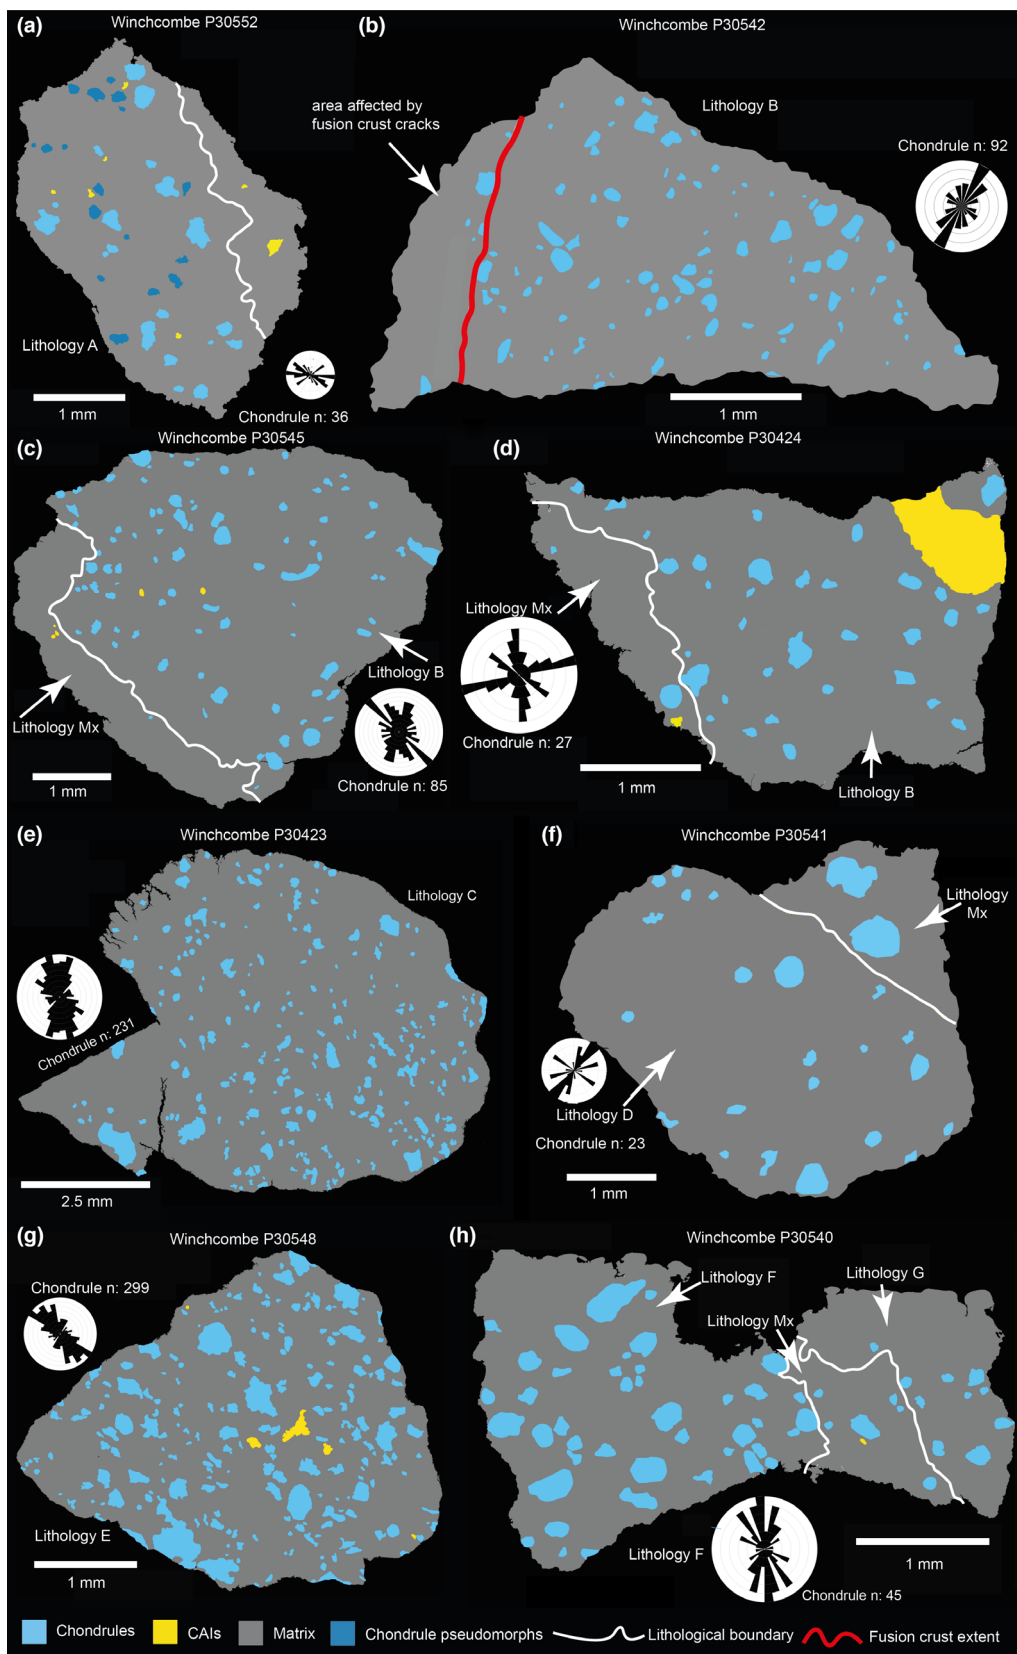 (a)
Winchcombe P30552
Lithology A
1 mm
Chondrule n: 36
(b)
Winchcombe P30542
area affected by
fusion crust cracks
Lithology B
Chondrule n: 92
1 mm
(c)
Winchcombe P30545
Lithology B
Lithology Mx
1 mm
Chondrule n: 85
(d)
Winchcombe P30424
Lithology Mx
Chondrule n: 27
1 mm
Lithology B
(e)
Winchcombe P30423
Lithology C
Chondrule n: 231
2.5 mm
(f)
Winchcombe P30541
Lithology
Mx
Lithology D
Chondrule n: 23
1 mm
(g)
Winchcombe P30548
Chondrule n: 299
Lithology E
1 mm
(h)
Winchcombe P30540
Lithology F
Lithology G
Lithology Mx
Lithology F
1 mm
Chondrule n: 45
Chondrules
CAIs
Matrix
Chondrule pseudomorphs
Lithological boundary
Fusion crust extent